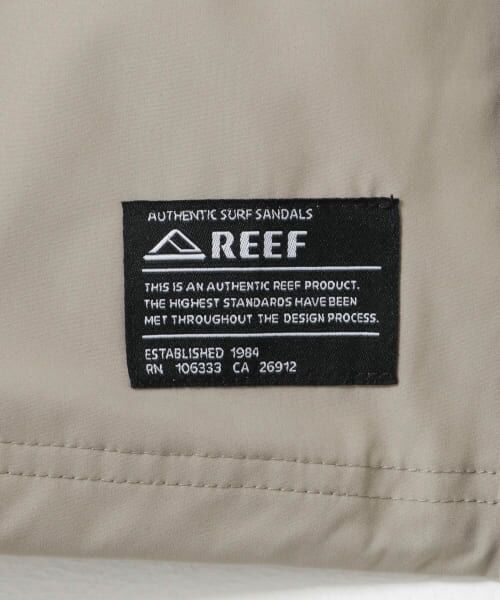 AUTHENTIC SURF SANDALS
REEF
THIS IS AN AUTHENTIC REEF PRODUCT.
THE HIGHEST STANDARDS HAVE BEEN
MET THROUGHOUT THE DESIGN PROCESS.
ESTABLISHED 1984
RN 106333 CA 26912